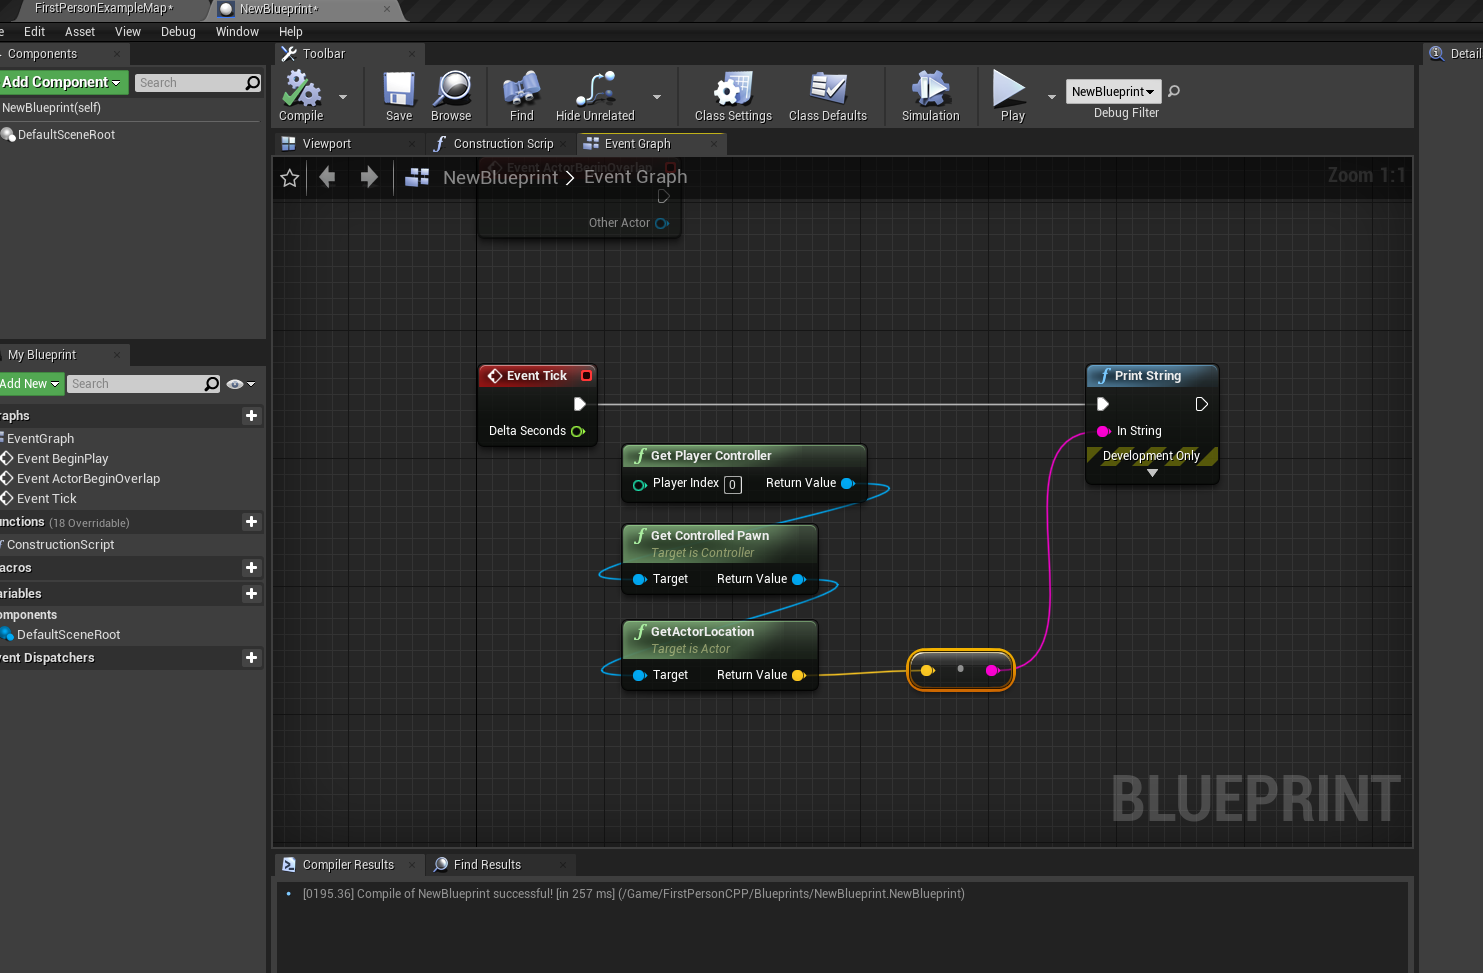 FirstPersonExampleMap*
NewBlueprint*
Edit Asset View Debug Window Help
Components
Toolbar
Detail
Add Component
Search
NewBlueprint(self)
DefaultSceneRoot
Compile
Save
Browse
Find
Hide Unrelated
Class Settings
Class Defaults
Simulation
Play
NewBlueprint
Debug Filter
Viewport
Construction Scrip
Event Graph
Event ActorBeginOverlap
NewBlueprint > Event Graph
Zoom 1:1
Other Actor
My Blueprint
Add New
Search
raphs
EventGraph
Event BeginPlay
Event ActorBeginOverlap
Event Tick
unctions (18 Overridable)
ConstructionScript
acros
ariables
omponents
DefaultSceneRoot
vent Dispatchers
Event Tick
Delta Seconds
Get Player Controller
Player Index 0 Return Value
Get Controlled Pawn
Target is Controller
Target Return Value
GetActorLocation
Target is Actor
Target Return Value
Print String
In String
Development Only
BLUEPRINT
Compiler Results
Find Results
[0195.36] Compile of NewBlueprint successful! [in 257 ms] (/Game/FirstPersonCPP/Blueprints/NewBlueprint.NewBlueprint)